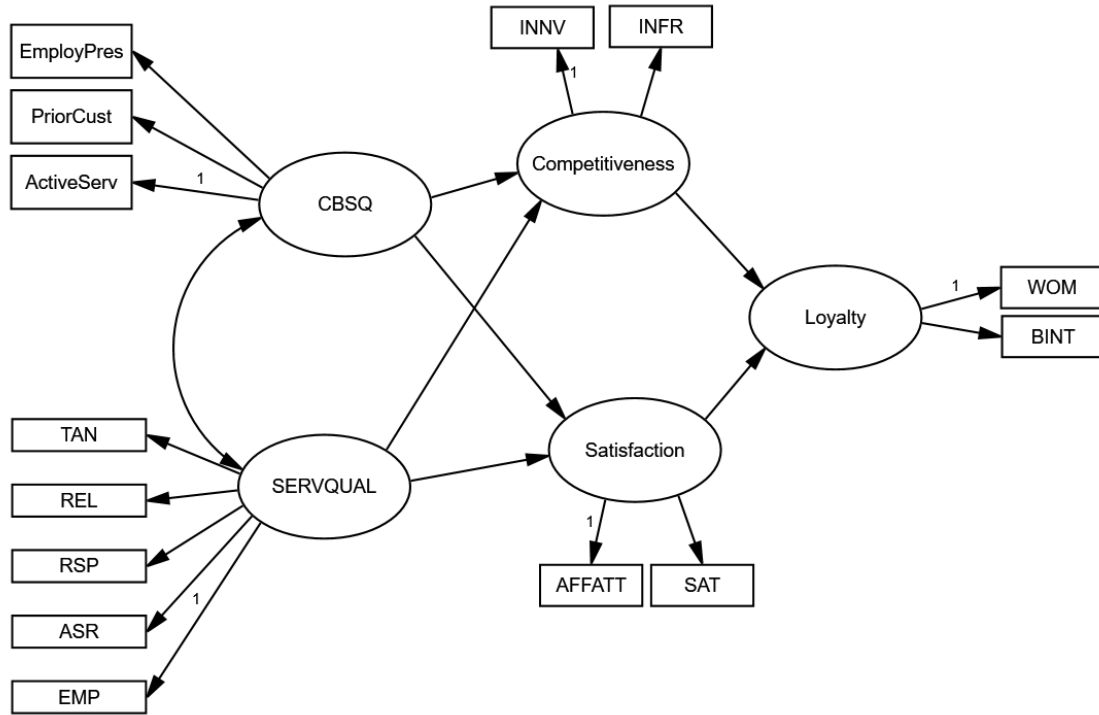 EmployPres
PriorCust
ActiveServ
1
CBSQ
INNV
INFR
1
Competitiveness
Loyalty
1
WOM
BINT
TAN
REL
RSP
ASR
EMP
1
SERVQUAL
Satisfaction
1
AFFATT
SAT